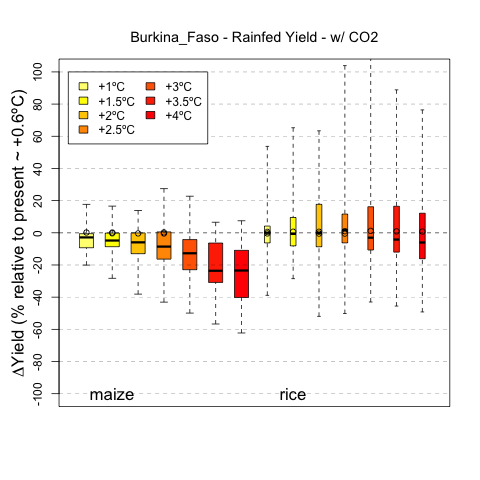 Burkina_Faso - Rainfed Yield - w/ CO2
ΔYield (% relative to present ~ +0.6ºC)
100
80
60
40
20
0
-20
-40
-60
-80
-100
+1ºC
+1.5ºC
+2ºC
+2.5ºC
+3ºC
+3.5ºC
+4ºC
maize
rice